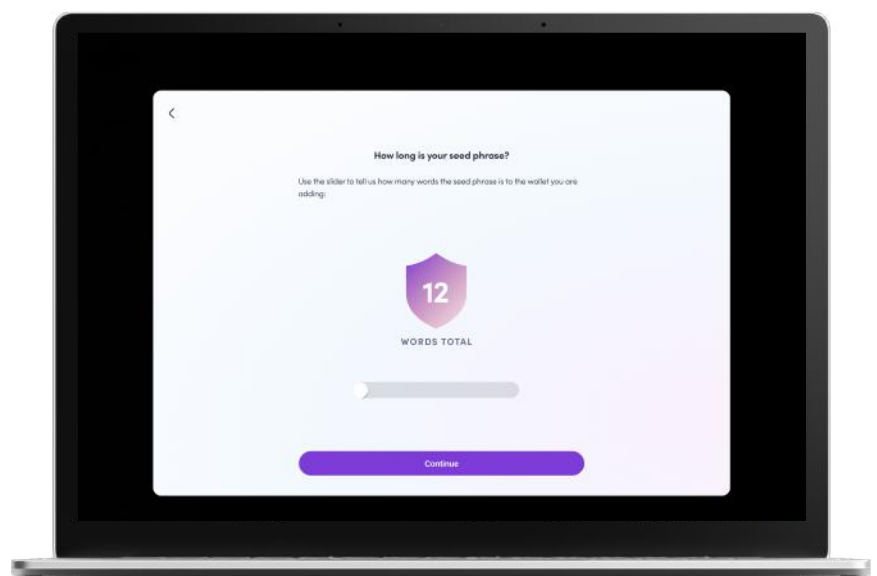 How long is your seed phrase?
Use the slider to tell us how many words the seed phrase is to the wallet you are
adding:
12
WORDS TOTAL
Continue